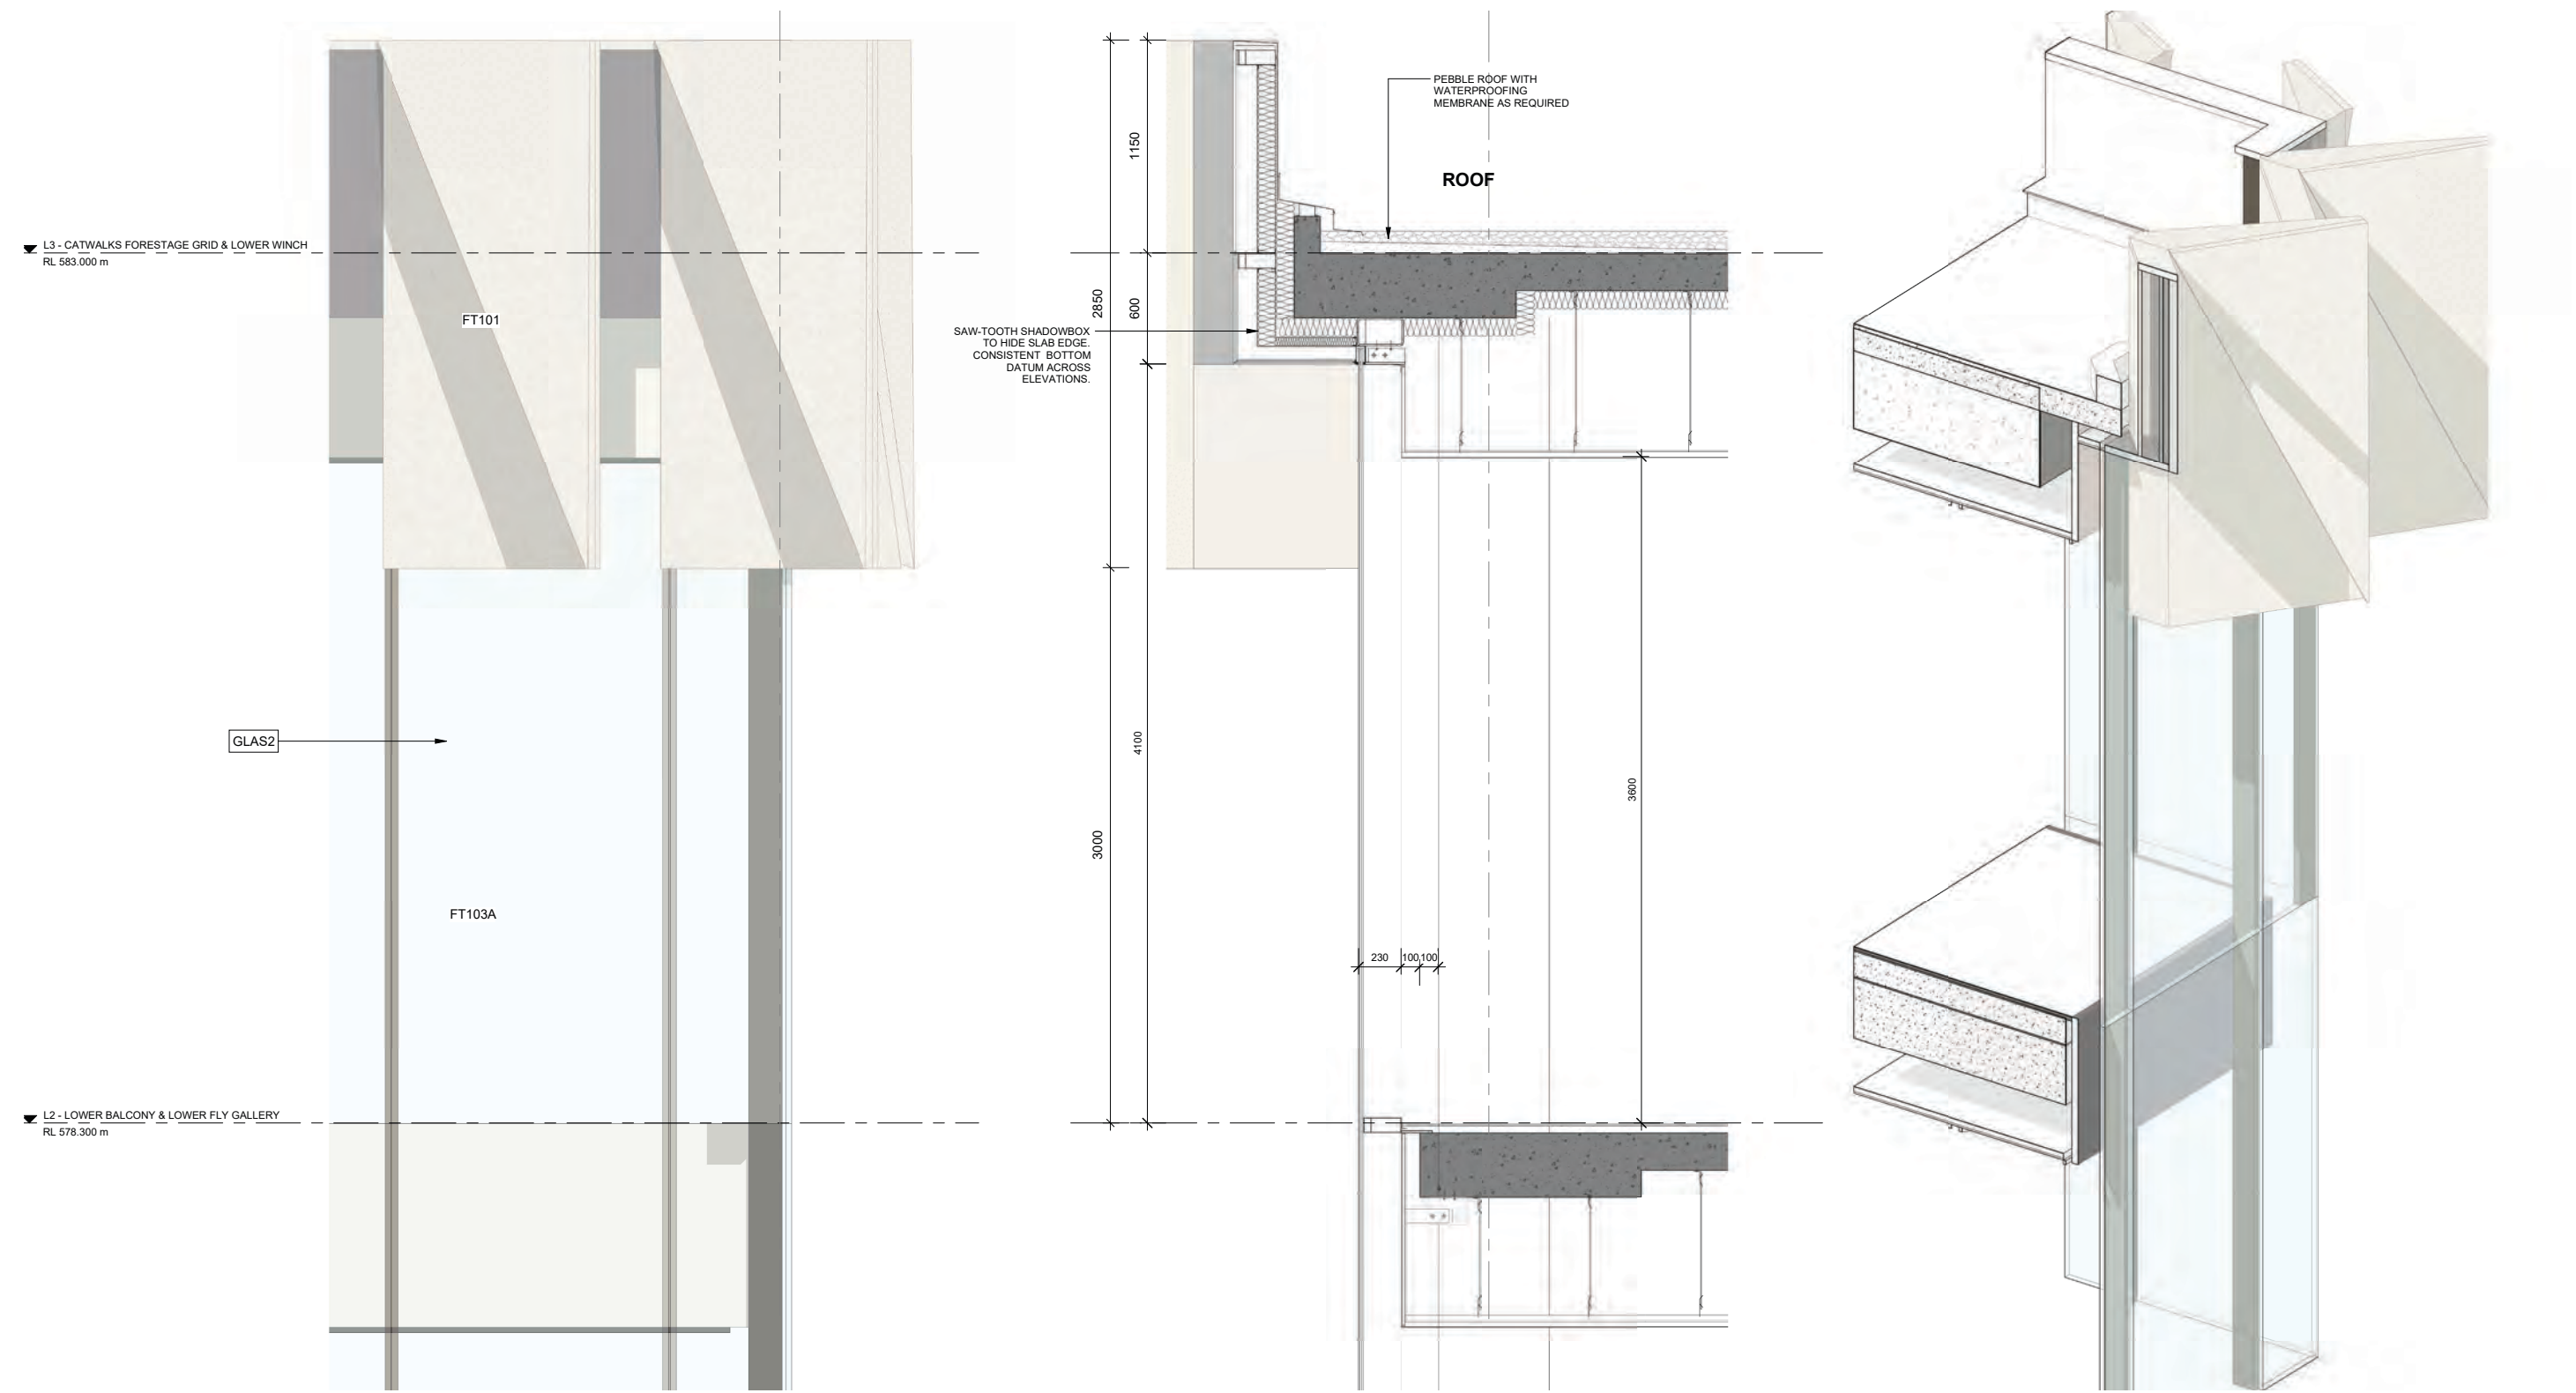 PEBBLE ROOF WITH
WATERPROOFING
MEMBRANE AS REQUIRED
1150
ROOF
L3 - CATWALKS FORESTAGE GRID & LOWER WINCH
RL 583.000 m
2850
600
FT101
SAW-TOOTH SHADOWBOX
TO HIDE SLAB EDGE.
CONSISTENT BOTTOM
DATUM ACROSS
ELEVATIONS.
GLAS2
4100
3600
3000
FT103A
230
100
100
L2 - LOWER BALCONY & LOWER FLY GALLERY
RL 578.300 m